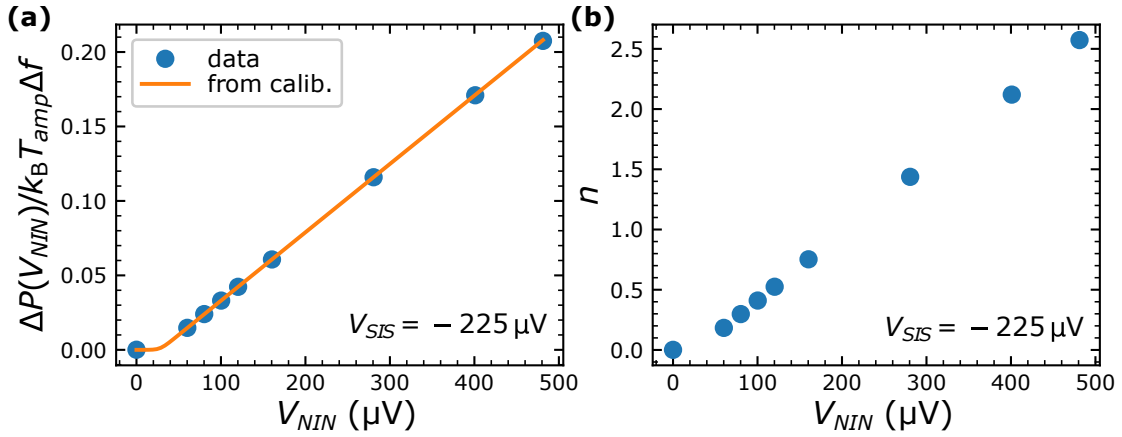 (a)
ΔP(V_NIN)/k_B T_amp Δf
0.20
0.15
0.10
0.05
0.00
data
from calib.
V_SIS = − 225 µV
0 100 200 300 400 500
V_NIN (µV)
(b)
n
2.5
2.0
1.5
1.0
0.5
0.0
V_SIS = − 225 µV
0 100 200 300 400 500
V_NIN (µV)